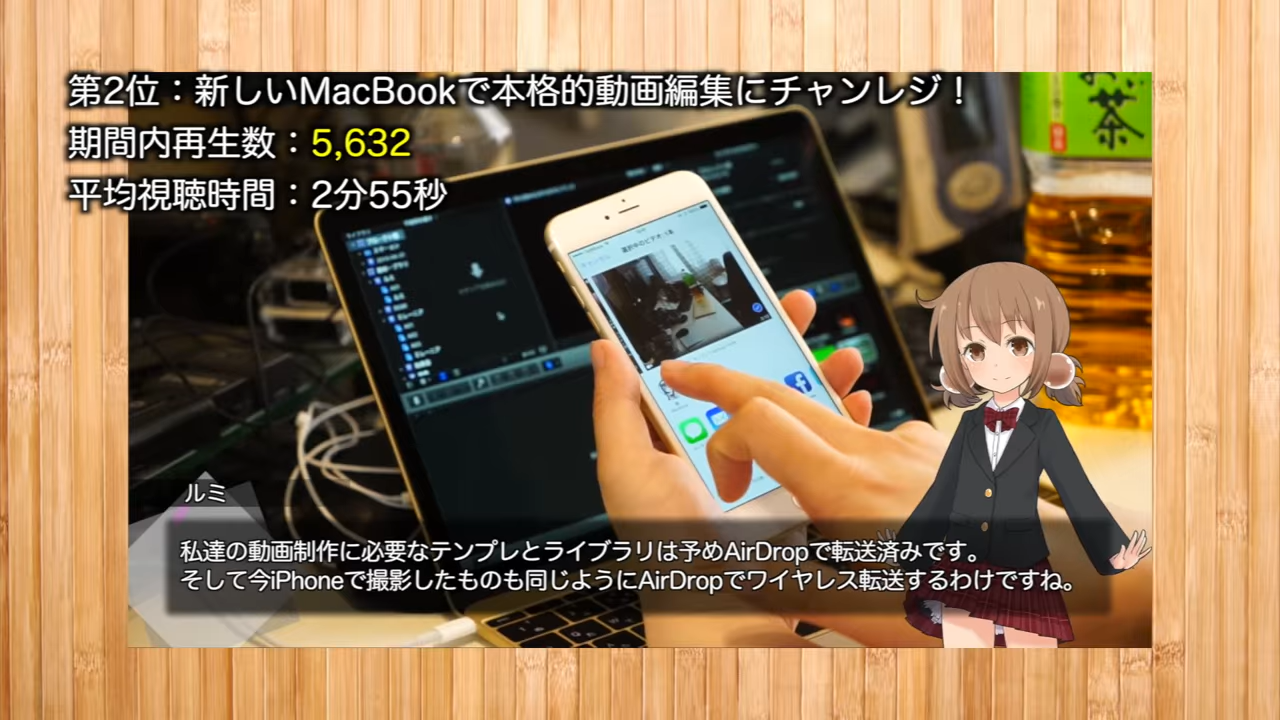 第2位：新しいMacBookで本格的動画編集にチャンレジ！
期間内再生数：5,632
平均視聴時間：2分55秒
お茶
ルミ
私達の動画制作に必要なテンプレとライブラリは予めAirDropで転送済みです。
そして今iPhoneで撮影したものも同じようにAirDropでワイヤレス転送するわけですね。